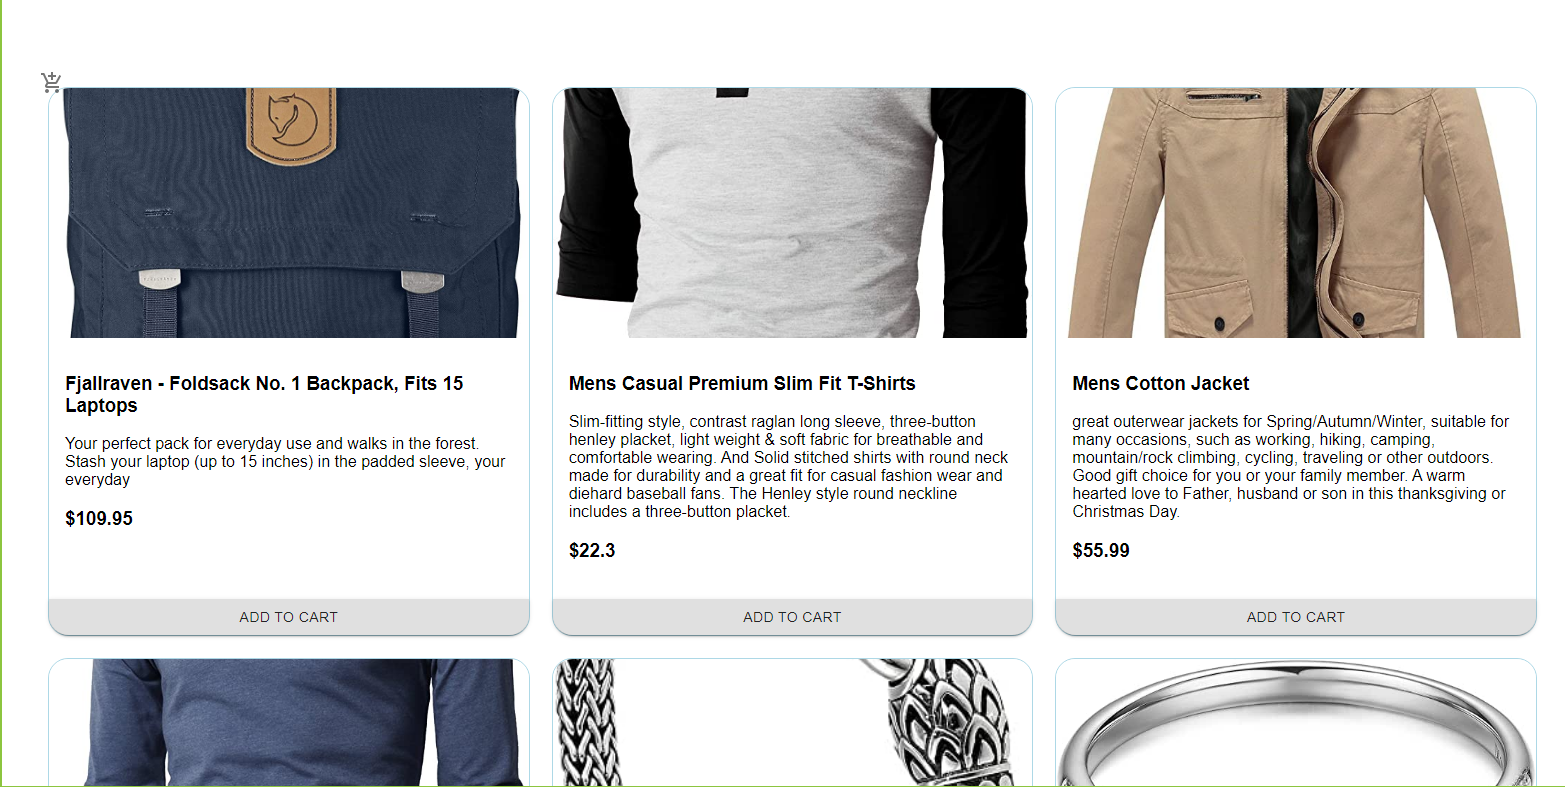 Fjallraven - Foldsack No. 1 Backpack, Fits 15
Laptops
Your perfect pack for everyday use and walks in the forest.
Stash your laptop (up to 15 inches) in the padded sleeve, your
everyday
$109.95
ADD TO CART
Mens Casual Premium Slim Fit T-Shirts
Slim-fitting style, contrast raglan long sleeve, three-button
henley placket, light weight & soft fabric for breathable and
comfortable wearing. And Solid stitched shirts with round neck
made for durability and a great fit for casual fashion wear and
diehard baseball fans. The Henley style round neckline
includes a three-button placket.
$22.3
ADD TO CART
Mens Cotton Jacket
great outerwear jackets for Spring/Autumn/Winter, suitable for
many occasions, such as working, hiking, camping,
mountain/rock climbing, cycling, traveling or other outdoors.
Good gift choice for you or your family member. A warm
hearted love to Father, husband or son in this thanksgiving or
Christmas Day.
$55.99
ADD TO CART